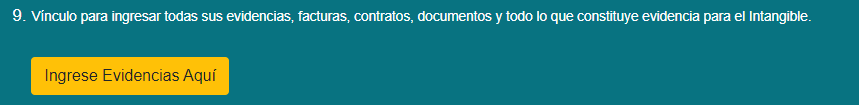 9. Vínculo para ingresar todas sus evidencias, facturas, contratos, documentos y todo lo que constituye evidencia para el Intangible.
Ingrese Evidencias Aquí